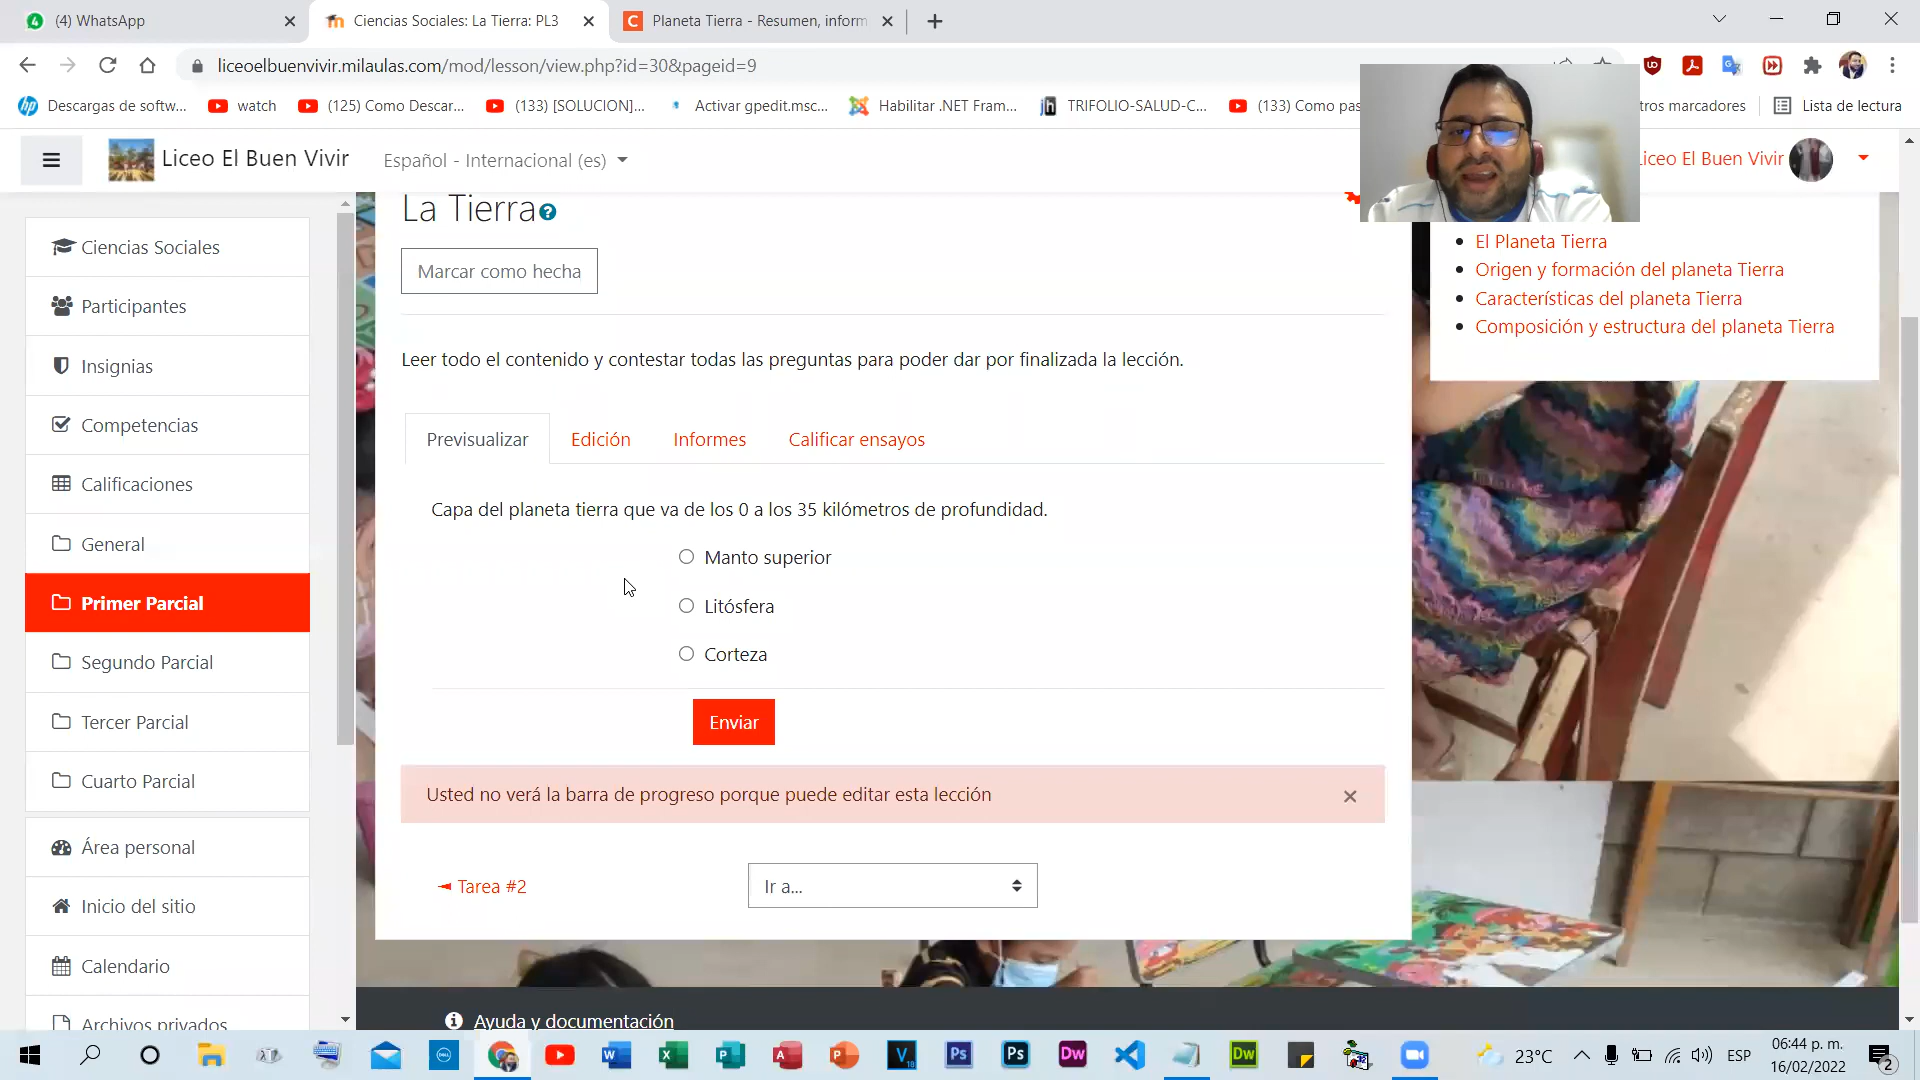 (4) WhatsApp
Ciencias Sociales: La Tierra: PL3
Planeta Tierra - Resumen, inform
liceoelbuenvivir.milaulas.com/mod/lesson/view.php?id=30&pageid=9
Descargas de softw...
watch
(125) Como Descar...
(133) [SOLUCION]...
Activar gpedit.msc...
Habilitar .NET Fram...
TRIFOLIO-SALUD-C...
(133) Como pas
tros marcadores
Lista de lectura
Liceo El Buen Vivir
Español - Internacional (es)
Liceo El Buen Vivir
La Tierra
Marcar como hecha
Leer todo el contenido y contestar todas las preguntas para poder dar por finalizada la lección.
Previsualizar
Edición
Informes
Calificar ensayos
Capa del planeta tierra que va de los 0 a los 35 kilómetros de profundidad.
Manto superior
Litósfera
Corteza
Enviar
Usted no verá la barra de progreso porque puede editar esta lección
◄ Tarea #2
Ir a...
Ciencias Sociales
Participantes
Insignias
Competencias
Calificaciones
General
Primer Parcial
Segundo Parcial
Tercer Parcial
Cuarto Parcial
Área personal
Inicio del sitio
Calendario
Archivos privados
El Planeta Tierra
Origen y formación del planeta Tierra
Características del planeta Tierra
Composición y estructura del planeta Tierra
Ayuda y documentación
23°C
ESP
06:44 p. m.
16/02/2022
2